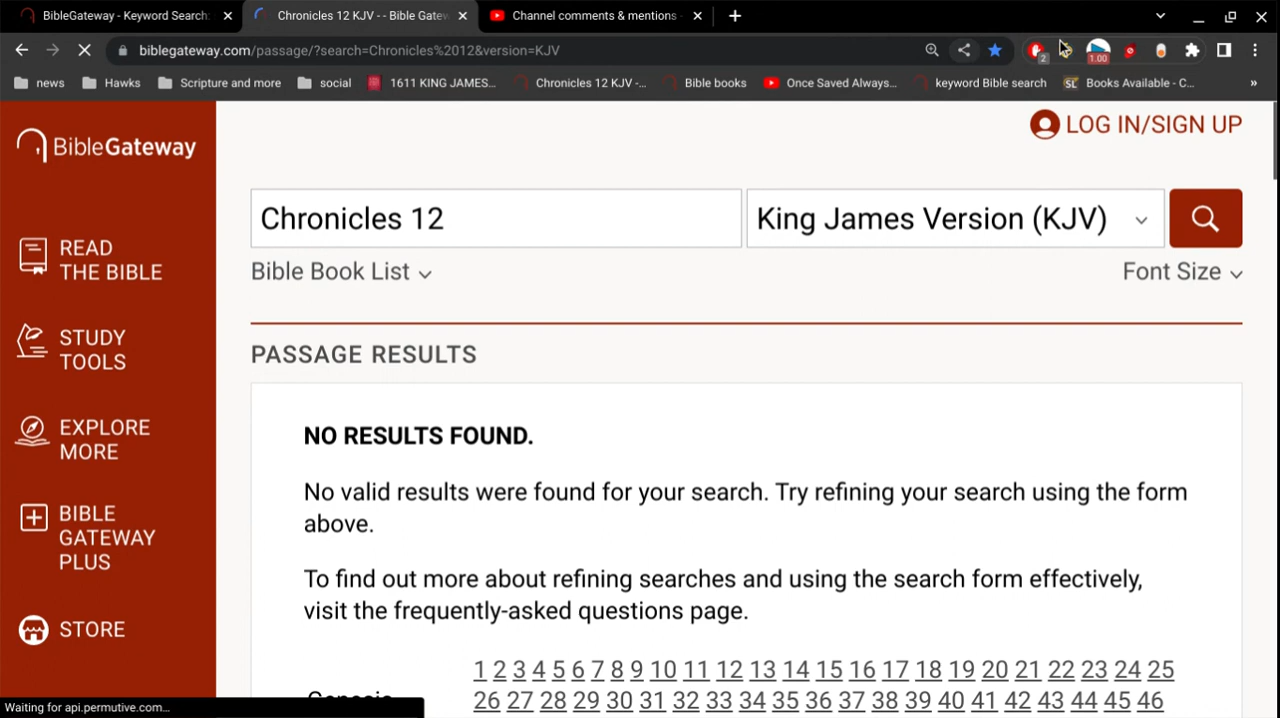 BibleGateway - Keyword Search:
Chronicles 12 KJV - - Bible Gatew
Channel comments & mentions -
biblegateway.com/passage/?search=Chronicles%2012&version=KJV
2
1.00
news
Hawks
Scripture and more
social
1611 KING JAMES...
Chronicles 12 KJV -...
Bible books
Once Saved Always...
keyword Bible search
SL
Books Available - C...
»
BibleGateway
LOG IN/SIGN UP
Chronicles 12
King James Version (KJV)
Bible Book List
Font Size
READ
THE BIBLE
STUDY
TOOLS
EXPLORE
MORE
BIBLE
GATEWAY
PLUS
STORE
PASSAGE RESULTS
NO RESULTS FOUND.
No valid results were found for your search. Try refining your search using the form
above.
To find out more about refining searches and using the search form effectively,
visit the frequently-asked questions page.
Genesis
1 2 3 4 5 6 7 8 9 10 11 12 13 14 15 16 17 18 19 20 21 22 23 24 25
26 27 28 29 30 31 32 33 34 35 36 37 38 39 40 41 42 43 44 45 46
Waiting for api.permutive.com...